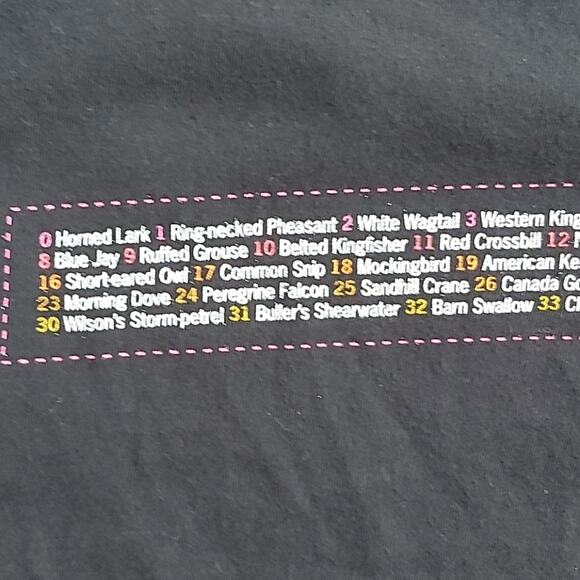 0 Horned Lark 1 Ring-necked Pheasant 2 White Wagtail 3 Western King
8 Blue Jay 9 Ruffed Grouse 10 Belted Kingfisher 11 Red Crossbill 12
16 Short-eared Owl 17 Common Snip 18 Mockingbird 19 American Ke
23 Morning Dove 24 Peregrine Falcon 25 Sandhill Crane 26 Canada Go
30 Wilson's Storm-petrel 31 Buller's Shearwater 32 Barn Swallow 33 C